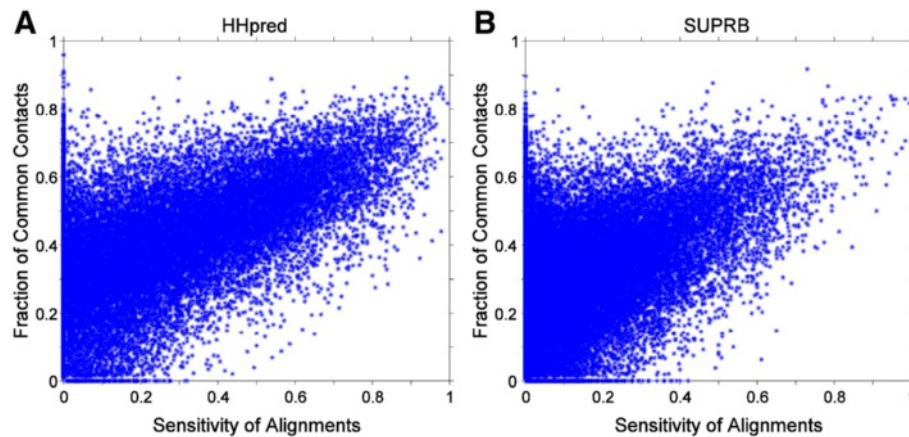 A
HHpred
Fraction of Common Contacts
1
0.8
0.6
0.4
0.2
0
0 0.2 0.4 0.6 0.8 1
Sensitivity of Alignments
B
SUPRB
Fraction of Common Contacts
1
0.8
0.6
0.4
0.2
0
0 0.2 0.4 0.6 0.8 1
Sensitivity of Alignments